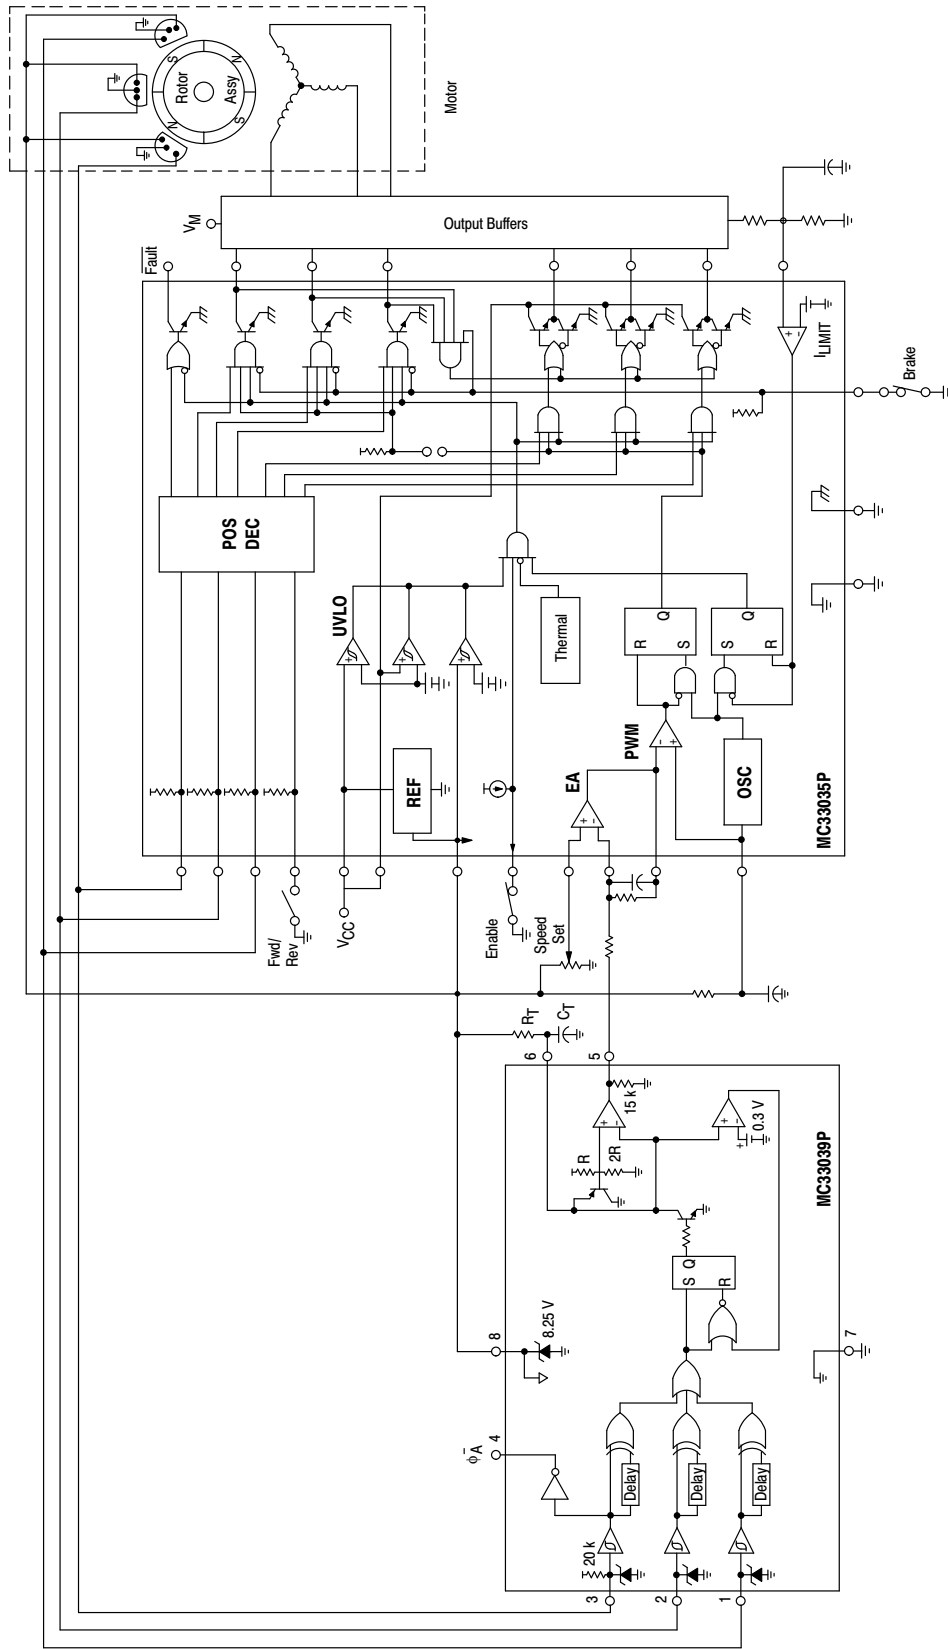 Motor
Rotor
Assy
N
S
N
S
VM
Output Buffers
Fault
POS
DEC
UVLO
Thermal
REF
EA
PWM
R
Q
S
S
Q
R
OSC
ILIMIT
Brake
MC33035P
Fwd/
Rev
VCC
Enable
Speed
Set
RT
CT
6
5
15 k
R
2R
0.3 V
MC33039P
8
8.25 V
S Q
R
7
4
ϕA
Delay
Delay
Delay
20 k
3
2
1